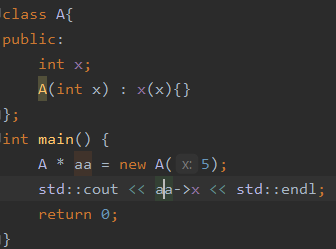 class A{
public:
int x;
A(int x) : x(x){}
};
int main() {
A * aa = new A( x: 5);
std::cout << aa->x << std::endl;
return 0;
}